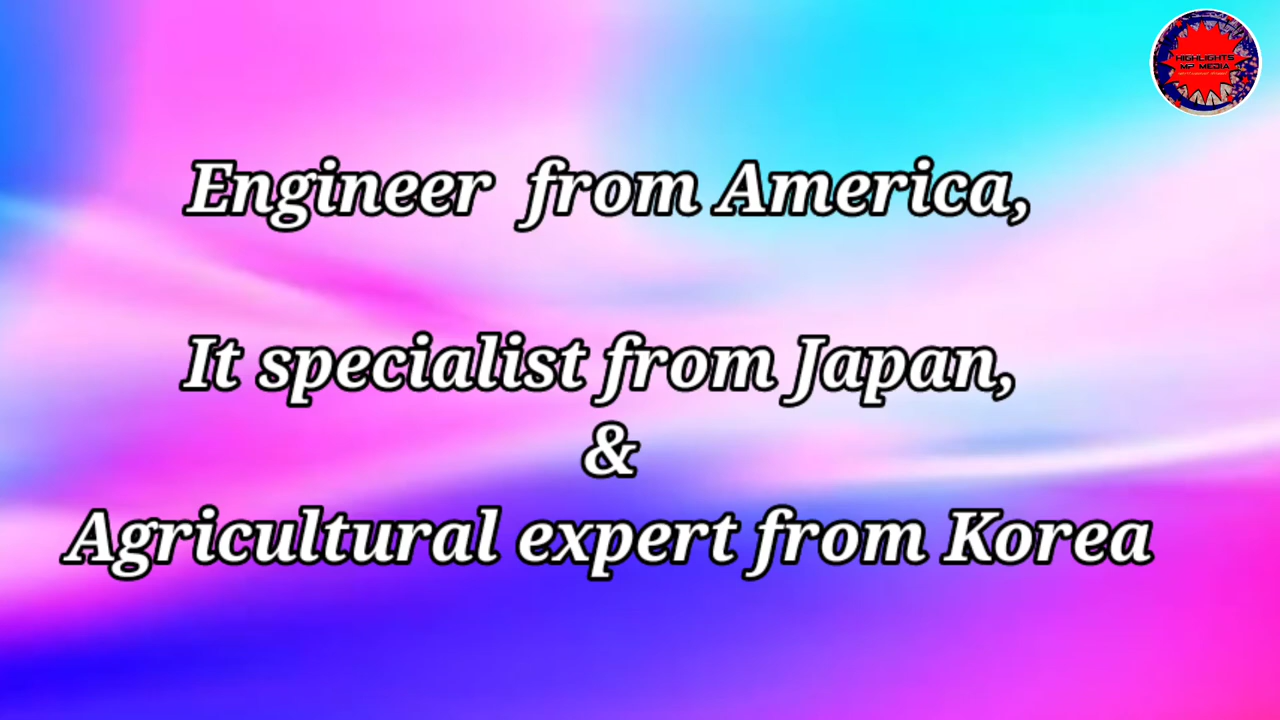 HIGHLIGHTS
MP MEDIA
Engineer from America,
It specialist from Japan,
&
Agricultural expert from Korea